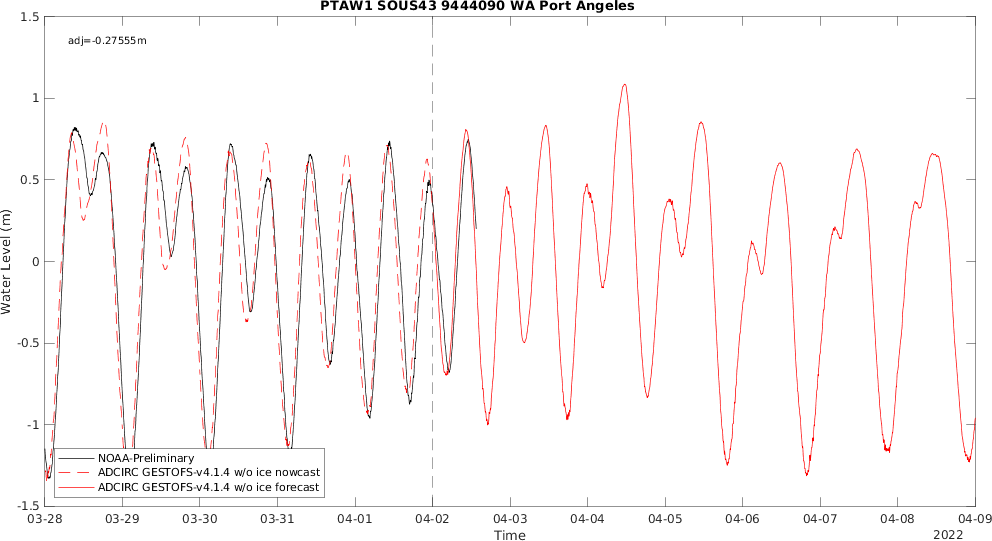 PTAW1 SOUS43 9444090 WA Port Angeles
1.5
adj=-0.27555m
1
0.5
0
-0.5
-1
-1.5
Water Level (m)
NOAA-Preliminary
ADCIRC GESTOFS-v4.1.4 w/o ice nowcast
ADCIRC GESTOFS-v4.1.4 w/o ice forecast
03-28 03-29 03-30 03-31 04-01 04-02 04-03 04-04 04-05 04-06 04-07 04-08 04-09
Time
2022